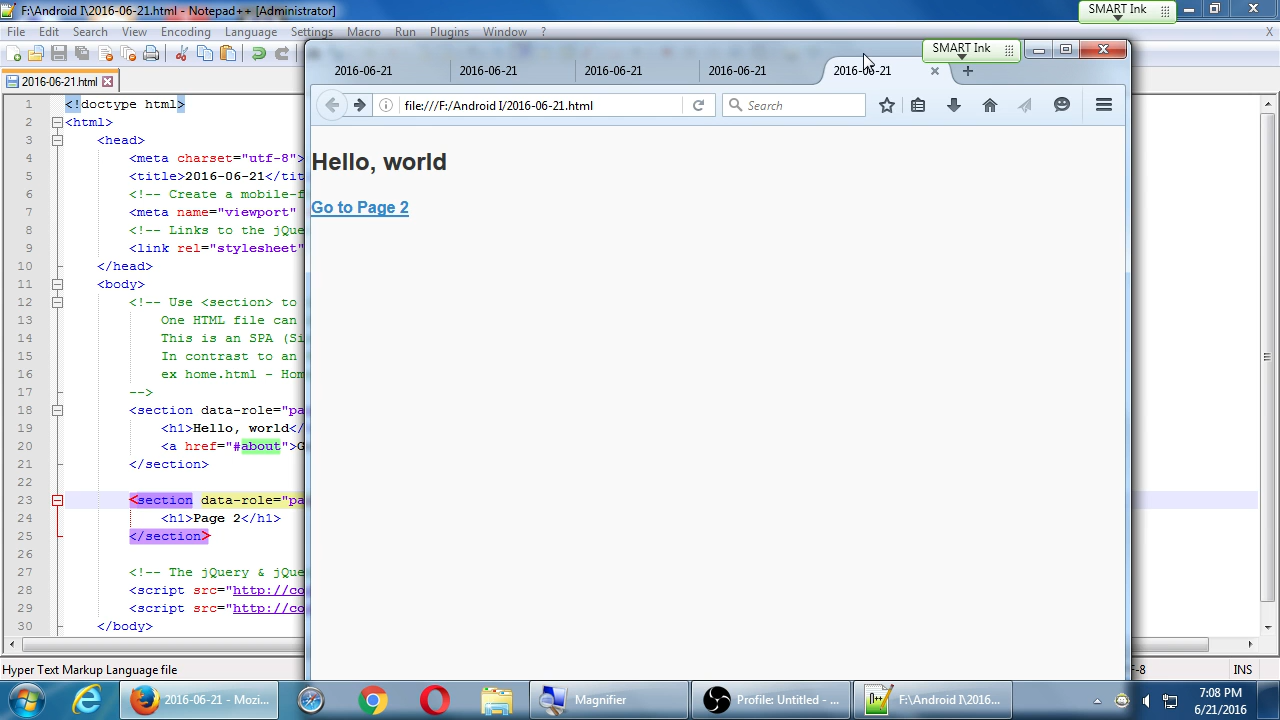 F:\Android I\2016-06-21.html - Notepad++ [Administrator]
SMART Ink
File Edit Search View Encoding Language Settings Macro Run Plugins Window ? X
2016-06-21.html
1 <!doctype html>
2 <html>
3 <head>
4 <meta charset="utf-8">
5 <title>2016-06-21</tit
6 <!-- Create a mobile-f
7 <meta name="viewport"
8 <!-- Links to the jQue
9 <link rel="stylesheet"
10 </head>
11 <body>
12 <!-- Use <section> to
13 One HTML file can
14 This is an SPA (Si
15 In contrast to an
16 ex home.html - Hom
17 -->
18 <section data-role="pa
19 <h1>Hello, world</
20 <a href="#about">G
21 </section>
22
23 <section data-role="pa
24 <h1>Page 2</h1>
25 </section>
26
27 <!-- The jQuery & jQue
28 <script src="http://co
29 <script src="http://co
30 </body>
Hyper Text Markup Language file
F-8 INS
SMART Ink
2016-06-21 2016-06-21 2016-06-21 2016-06-21 2016-06-21
file:///F:/Android I/2016-06-21.html
Search
Hello, world
Go to Page 2
2016-06-21 - Mozi...
Magnifier
Profile: Untitled - ...
F:\Android I\2016...
7:08 PM
6/21/2016